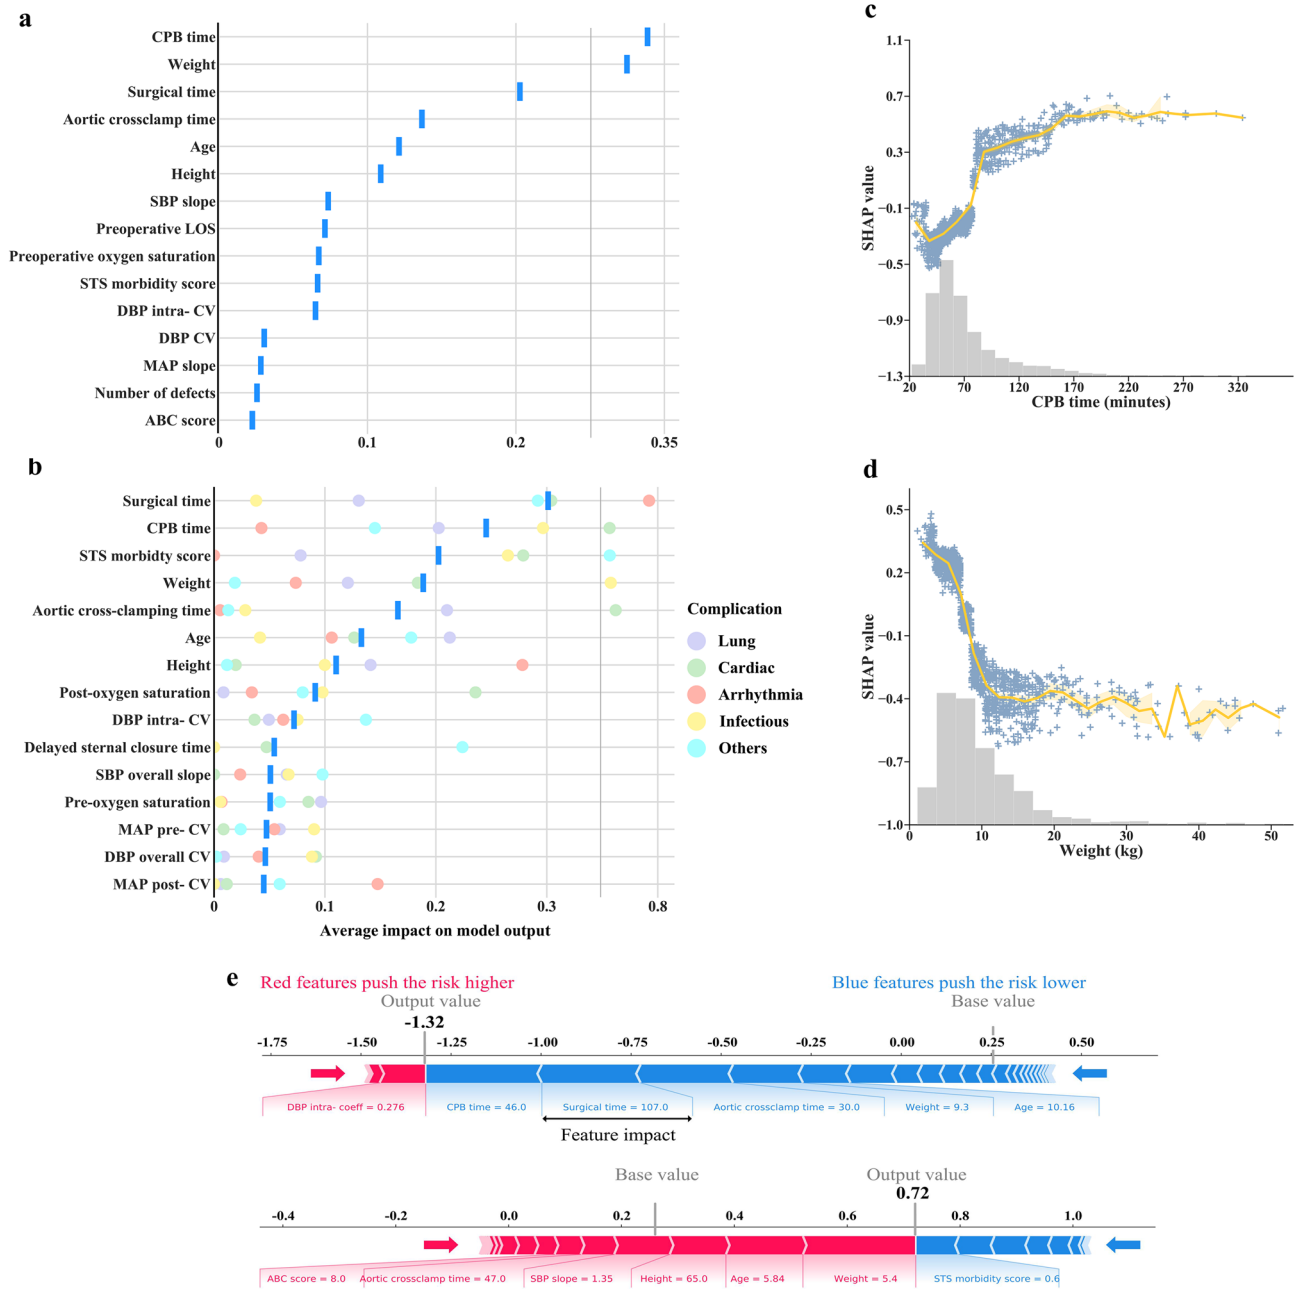 a
CPB time
Weight
Surgical time
Aortic crossclamp time
Age
Height
SBP slope
Preoperative LOS
Preoperative oxygen saturation
STS morbidity score
DBP intra- CV
DBP CV
MAP slope
Number of defects
ABC score
0 0.1 0.2 0.35
b
Surgical time
CPB time
STS morbidty score
Weight
Aortic cross-clamping time
Age
Height
Post-oxygen saturation
DBP intra- CV
Delayed sternal closure time
SBP overall slope
Pre-oxygen saturation
MAP pre- CV
DBP overall CV
MAP post- CV
0 0.1 0.2 0.3 0.8
Average impact on model output
Complication
Lung
Cardiac
Arrhythmia
Infectious
Others
c
1.1
0.7
0.3
−0.1
−0.5
−0.9
−1.3
SHAP value
20 70 120 170 220 270 320
CPB time (minutes)
d
0.5
0.2
−0.1
−0.4
−0.7
−1.0
SHAP value
0 10 20 30 40 50
Weight (kg)
e
Red features push the risk higher
Blue features push the risk lower
Output value
Base value
-1.32
-1.75 -1.50 -1.25 -1.00 -0.75 -0.50 -0.25 0.00 0.25 0.50
DBP intra- coeff = 0.276 CPB time = 46.0 Surgical time = 107.0 Aortic crossclamp time = 30.0 Weight = 9.3 Age = 10.16
Feature impact
Base value
Output value
0.72
-0.4 -0.2 0.0 0.2 0.4 0.6 0.8 1.0
ABC score = 8.0 Aortic crossclamp time = 47.0 SBP slope = 1.35 Height = 65.0 Age = 5.84 Weight = 5.4 STS morbidity score = 0.6